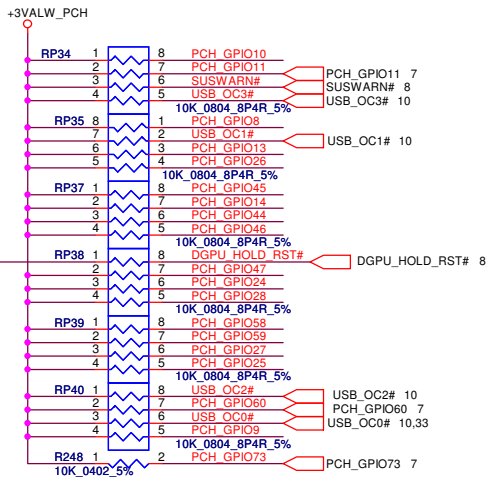 +3VALW_PCH
RP34 1 8 PCH_GPIO10
2 7 PCH_GPIO11 PCH_GPIO11 7
3 6 SUSWARN# SUSWARN# 8
4 5 USB_OC3# USB_OC3# 10
10K_0804_8P4R_5%
RP35 8 1 PCH_GPIO8
7 2 USB_OC1# USB_OC1# 10
6 3 PCH_GPIO13
5 4 PCH_GPIO26
10K_0804_8P4R_5%
RP37 1 8 PCH_GPIO45
2 7 PCH_GPIO14
3 6 PCH_GPIO44
4 5 PCH_GPIO46
10K_0804_8P4R_5%
RP38 1 8 DGPU_HOLD_RST# DGPU_HOLD_RST# 8
2 7 PCH_GPIO47
3 6 PCH_GPIO24
4 5 PCH_GPIO28
10K_0804_8P4R_5%
RP39 1 8 PCH_GPIO58
2 7 PCH_GPIO59
3 6 PCH_GPIO27
4 5 PCH_GPIO25
10K_0804_8P4R_5%
RP40 1 8 USB_OC2# USB_OC2# 10
2 7 PCH_GPIO60 PCH_GPIO60 7
3 6 USB_OC0# USB_OC0# 10,33
4 5 PCH_GPIO9
10K_0804_8P4R_5%
R248 1 2 PCH_GPIO73 PCH_GPIO73 7
10K_0402_5%